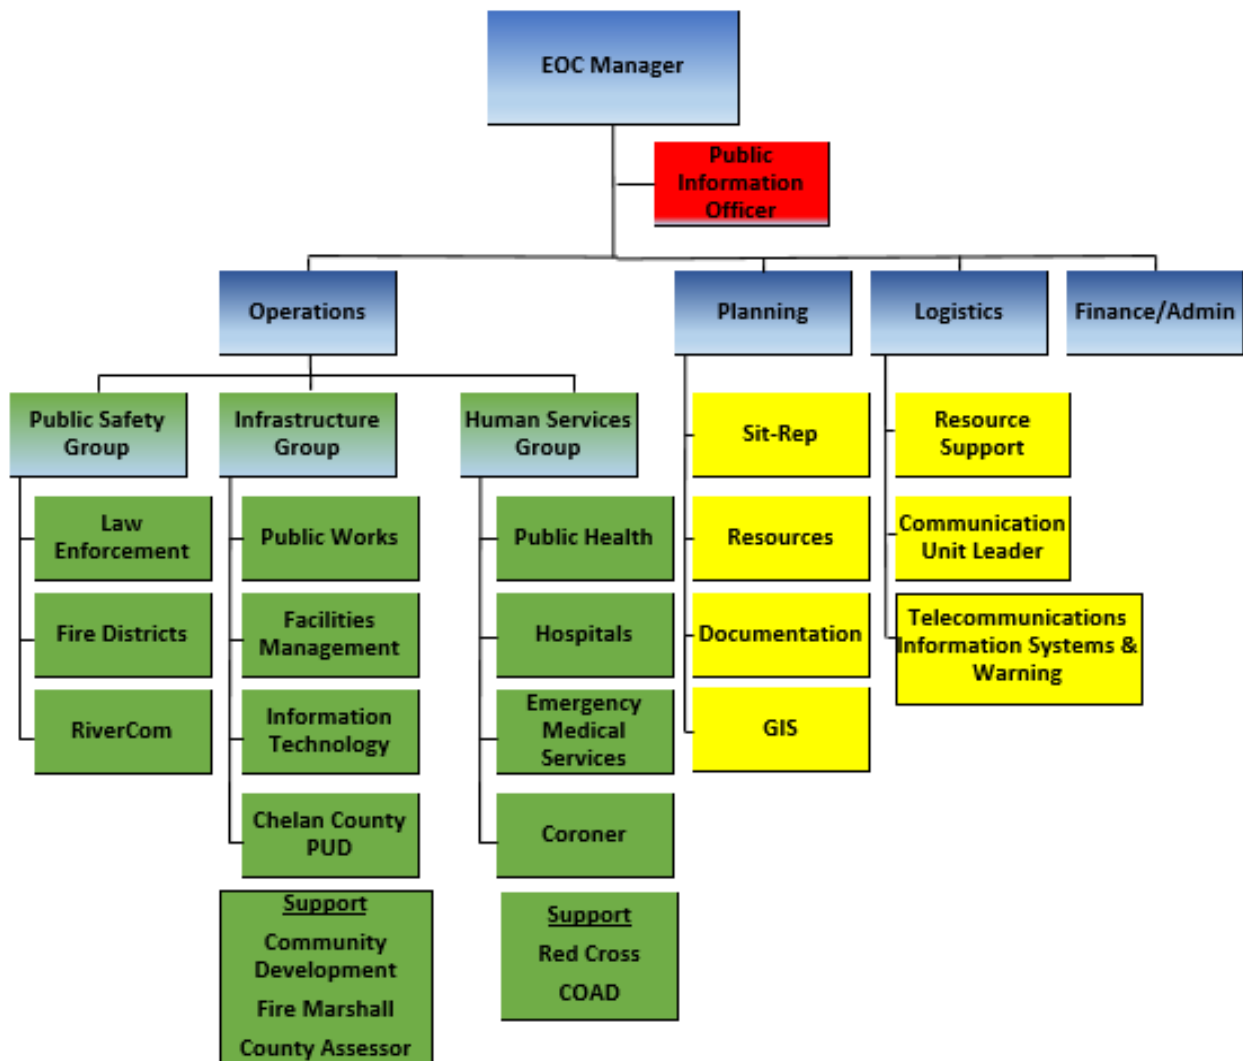 EOC Manager
Public
Information
Officer
Operations
Planning
Logistics
Finance/Admin
Public Safety
Group
Infrastructure
Group
Human Services
Group
Sit-Rep
Resource
Support
Law
Enforcement
Public Works
Public Health
Resources
Communication
Unit Leader
Fire Districts
Facilities
Management
Hospitals
Documentation
Telecommunications
Information Systems &
Warning
RiverCom
Information
Technology
Emergency
Medical
Services
GIS
Chelan County
PUD
Coroner
Support
Community
Development
Fire Marshall
County Assessor
Support
Red Cross
COAD